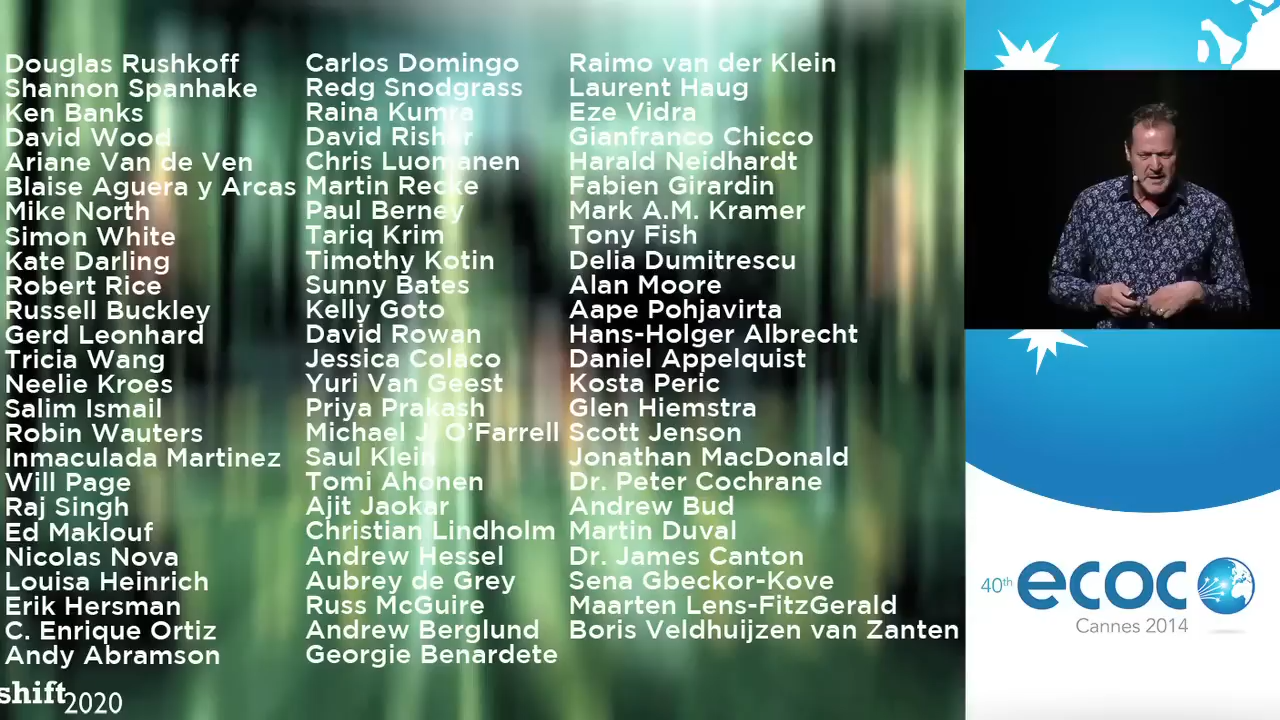 Douglas Rushkoff
Shannon Spanhake
Ken Banks
David Wood
Ariane Van de Ven
Blaise Aguera y Arcas
Mike North
Simon White
Kate Darling
Robert Rice
Russell Buckley
Gerd Leonhard
Tricia Wang
Neelie Kroes
Salim Ismail
Robin Wauters
Inmaculada Martinez
Will Page
Raj Singh
Ed Maklouf
Nicolas Nova
Louisa Heinrich
Erik Hersman
C. Enrique Ortiz
Andy Abramson
Carlos Domingo
Redg Snodgrass
Raina Kumra
David Risher
Chris Luomanen
Martin Recke
Paul Berney
Tariq Krim
Timothy Kotin
Sunny Bates
Kelly Goto
David Rowan
Jessica Colaco
Yuri Van Geest
Priya Prakash
Michael J. O’Farrell
Saul Klein
Tomi Ahonen
Ajit Jaokar
Christian Lindholm
Andrew Hessel
Aubrey de Grey
Russ McGuire
Andrew Berglund
Georgie Benardete
Raimo van der Klein
Laurent Haug
Eze Vidra
Gianfranco Chicco
Harald Neidhardt
Fabien Girardin
Mark A.M. Kramer
Tony Fish
Delia Dumitrescu
Alan Moore
Aape Pohjavirta
Hans-Holger Albrecht
Daniel Appelquist
Kosta Peric
Glen Hiemstra
Scott Jenson
Jonathan MacDonald
Dr. Peter Cochrane
Andrew Bud
Martin Duval
Dr. James Canton
Sena Gbeckor-Kove
Maarten Lens-FitzGerald
Boris Veldhuijzen van Zanten
shift2020
40th ecoc
Cannes 2014